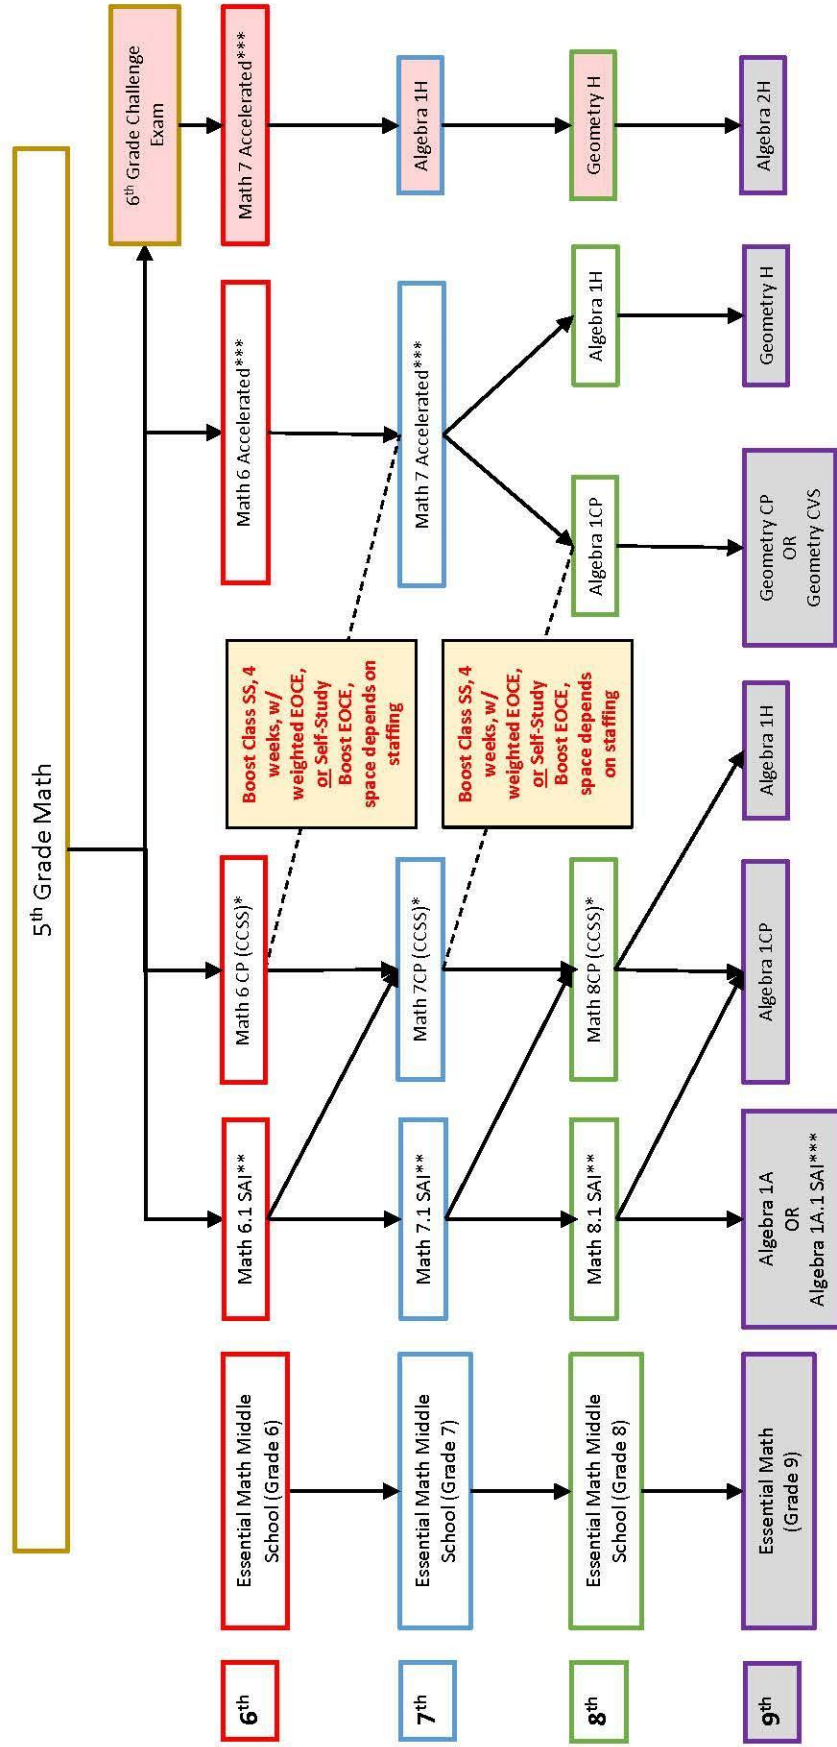 5th Grade Math
6th Grade Challenge
Exam
6th
Essential Math Middle
School (Grade 6)
Math 6.1 SAI**
Math 6 CP (CCSS)*
Math 6 Accelerated***
Math 7 Accelerated***
Boost Class SS, 4
weeks, w/
weighted EOCE,
or Self-Study
Boost EOCE,
space depends on
staffing
7th
Essential Math Middle
School (Grade 7)
Math 7.1 SAI**
Math 7CP (CCSS)*
Math 7 Accelerated***
Algebra 1H
Boost Class SS, 4
weeks, w/
weighted EOCE,
or Self-Study
Boost EOCE,
space depends
on staffing
8th
Essential Math Middle
School (Grade 8)
Math 8.1 SAI**
Math 8CP (CCSS)*
Algebra 1CP
Algebra 1H
Geometry H
9th
Essential Math
(Grade 9)
Algebra 1A
OR
Algebra 1A.1 SAI***
Algebra 1CP
Algebra 1H
Geometry CP
OR
Geometry CVS
Geometry H
Algebra 2H